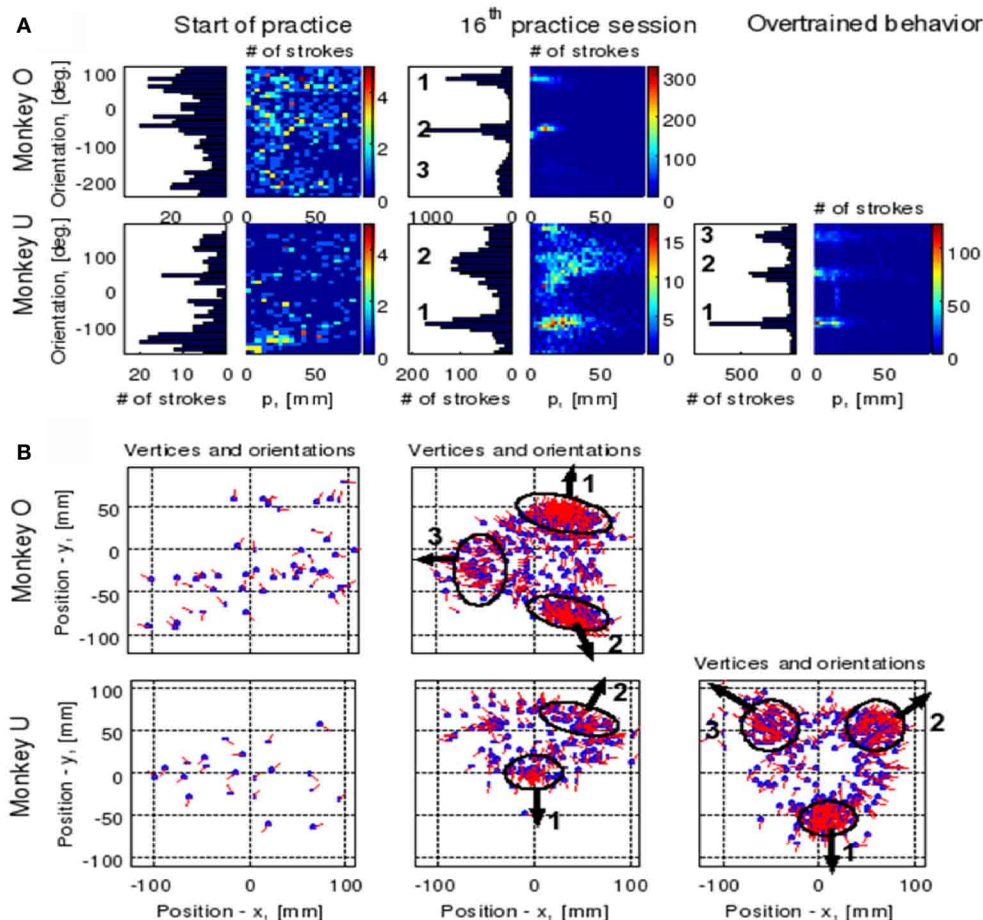 A
Start of practice
16th practice session
Overtrained behavior
# of strokes
# of strokes
Monkey O
Orientation, [deg.]
100
0
-100
-200
20
0
0
50
4
2
0
1
2
3
1000
0
0
50
300
200
100
0
# of strokes
Monkey U
Orientation, [deg.]
100
0
-100
20
10
0
# of strokes
0
50
p, [mm]
4
2
0
2
1
200
100
0
# of strokes
0
50
p, [mm]
15
10
5
0
3
2
1
500
0
# of strokes
0
50
p, [mm]
100
50
0
B
Vertices and orientations
Vertices and orientations
Monkey O
Position - y, [mm]
50
0
-50
-100
1
3
2
Vertices and orientations
Monkey U
Position - y, [mm]
100
50
0
-50
-100
-100
0
100
Position - x, [mm]
2
1
-100
0
100
Position - x, [mm]
3
2
1
-100
0
100
Position - x, [mm]